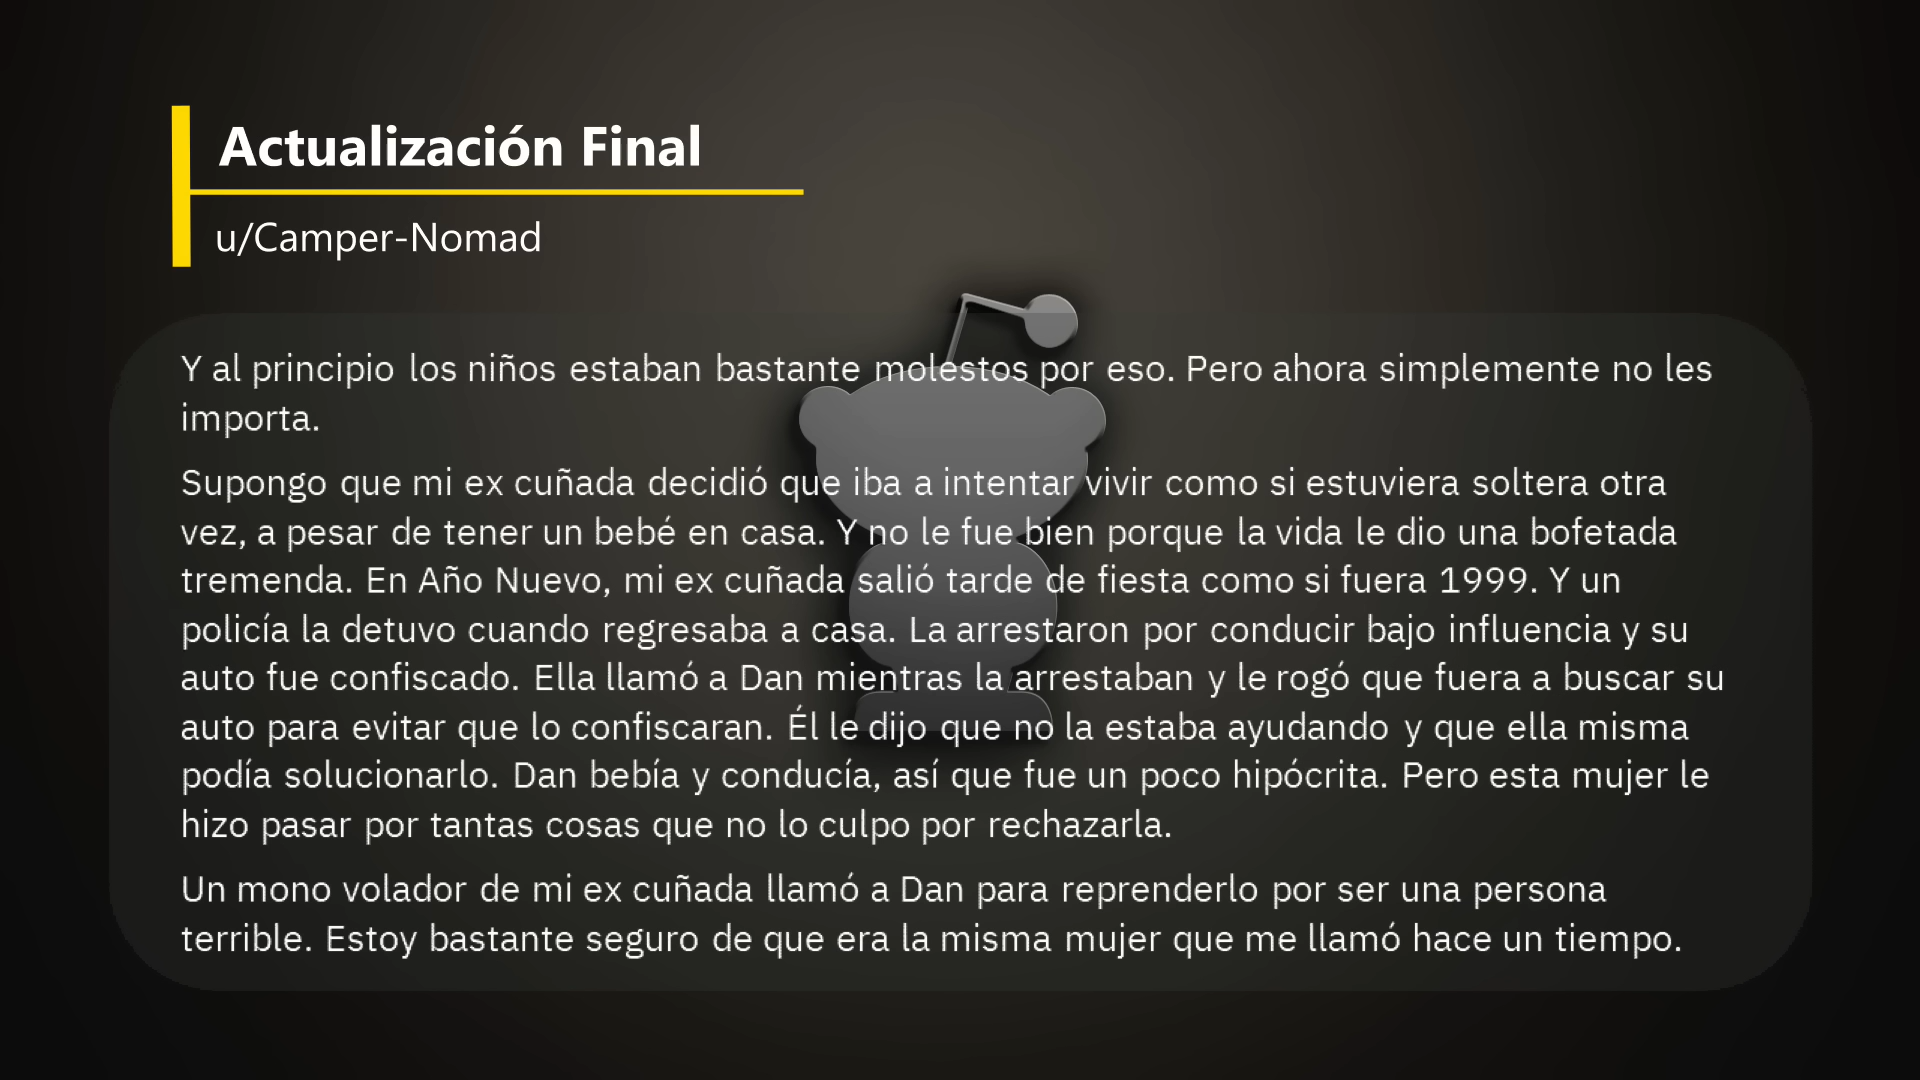 Actualización Final
u/Camper-Nomad
Y al principio los niños estaban bastante molestos por eso. Pero ahora simplemente no les
importa.
Supongo que mi ex cuñada decidió que iba a intentar vivir como si estuviera soltera otra
vez, a pesar de tener un bebé en casa. Y no le fue bien porque la vida le dio una bofetada
tremenda. En Año Nuevo, mi ex cuñada salió tarde de fiesta como si fuera 1999. Y un
policía la detuvo cuando regresaba a casa. La arrestaron por conducir bajo influencia y su
auto fue confiscado. Ella llamó a Dan mientras la arrestaban y le rogó que fuera a buscar su
auto para evitar que lo confiscaran. Él le dijo que no la estaba ayudando y que ella misma
podía solucionarlo. Dan bebía y conducía, así que fue un poco hipócrita. Pero esta mujer le
hizo pasar por tantas cosas que no lo culpo por rechazarla.
Un mono volador de mi ex cuñada llamó a Dan para reprenderlo por ser una persona
terrible. Estoy bastante seguro de que era la misma mujer que me llamó hace un tiempo.